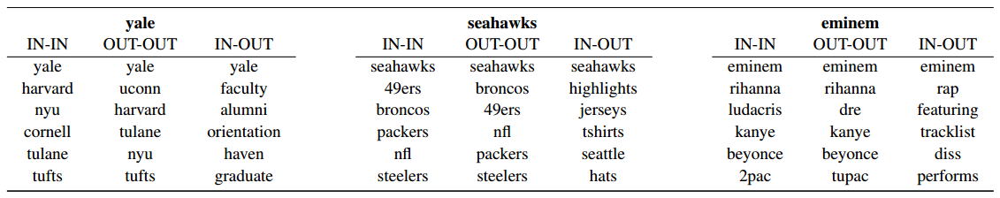 yale seahawks eminem
IN-IN OUT-OUT IN-OUT IN-IN OUT-OUT IN-OUT IN-IN OUT-OUT IN-OUT
yale yale yale seahawks seahawks seahawks eminem eminem eminem
harvard uconn faculty 49ers broncos highlights rihanna rihanna rap
nyu harvard alumni broncos 49ers jerseys ludacris dre featuring
cornell tulane orientation packers nfl tshirts kanye kanye tracklist
tulane nyu haven nfl packers seattle beyonce beyonce diss
tufts tufts graduate steelers steelers hats 2pac tupac performs